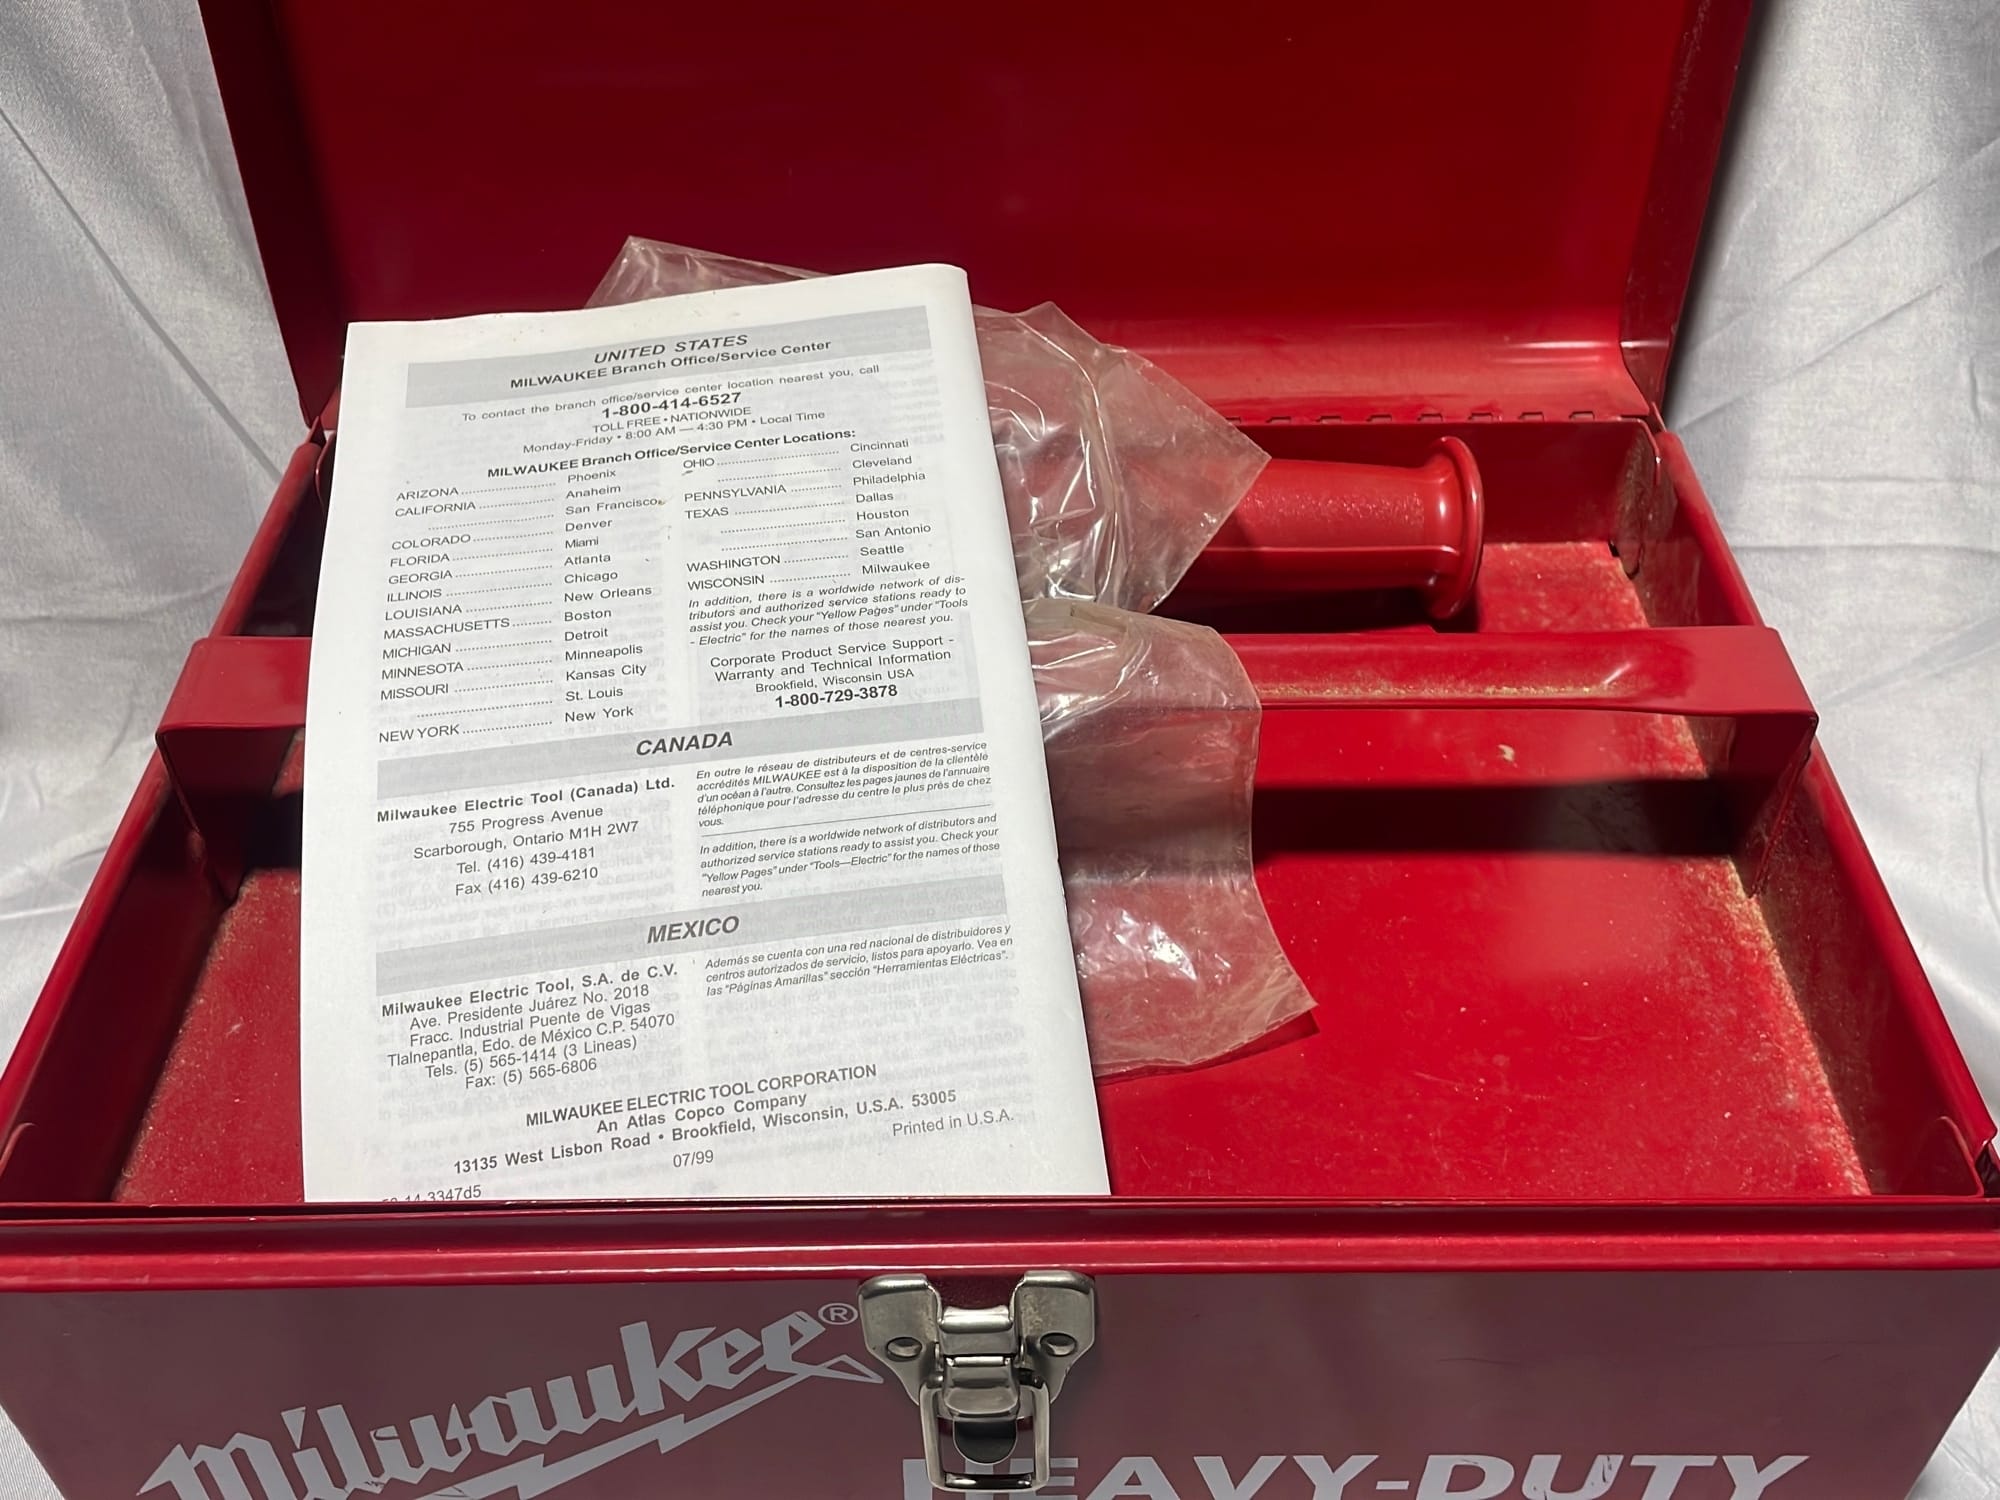 UNITED STATES
MILWAUKEE Branch Office/Service Center
To contact the branch office/service center location nearest you, call
1-800-414-6527
TOLL FREE • NATIONWIDE
Monday-Friday • 8:00 AM — 4:30 PM • Local Time
MILWAUKEE Branch Office/Service Center Locations:
ARIZONA ........................ Phoenix
CALIFORNIA ................... Anaheim
................................ San Francisco
COLORADO .................... Denver
FLORIDA ......................... Miami
GEORGIA ........................ Atlanta
ILLINOIS .......................... Chicago
LOUISIANA ..................... New Orleans
MASSACHUSETTS .......... Boston
MICHIGAN ........................ Detroit
MINNESOTA ..................... Minneapolis
MISSOURI ........................ Kansas City
................................ St. Louis
NEW YORK ...................... New York
OHIO .............................. Cincinnati
................................ Cleveland
PENNSYLVANIA ............ Philadelphia
TEXAS ........................... Dallas
................................ Houston
................................ San Antonio
WASHINGTON ................ Seattle
WISCONSIN ................... Milwaukee
In addition, there is a worldwide network of dis-
tributors and authorized service stations ready to
assist you. Check your "Yellow Pages" under "Tools
- Electric" for the names of those nearest you.
Corporate Product Service Support -
Warranty and Technical Information
Brookfield, Wisconsin USA
1-800-729-3878
CANADA
Milwaukee Electric Tool (Canada) Ltd.
755 Progress Avenue
Scarborough, Ontario M1H 2W7
Tel. (416) 439-4181
Fax (416) 439-6210
En outre le réseau de distributeurs et de centres-service
accrédités MILWAUKEE est à la disposition de la clientèle
d'un océan à l'autre. Consultez les pages jaunes de l'annuaire
téléphonique pour l'adresse du centre le plus près de chez
vous.
In addition, there is a worldwide network of distributors and
authorized service stations ready to assist you. Check your
"Yellow Pages" under "Tools—Electric" for the names of those
nearest you.
MEXICO
Milwaukee Electric Tool, S.A. de C.V.
Ave. Presidente Juárez No. 2018
Fracc. Industrial Puente de Vigas
Tlalnepantla, Edo. de México C.P. 54070
Tels. (5) 565-1414 (3 Lineas)
Fax: (5) 565-6806
Además se cuenta con una red nacional de distribuidores y
centros autorizados de servicio, listos para apoyarlo. Vea en
las "Páginas Amarillas" sección "Herramientas Eléctricas".
MILWAUKEE ELECTRIC TOOL CORPORATION
An Atlas Copco Company
13135 West Lisbon Road • Brookfield, Wisconsin, U.S.A. 53005
07/99
Printed in U.S.A.
14-3347d5
Milwaukee®
HEAVY-DUTY